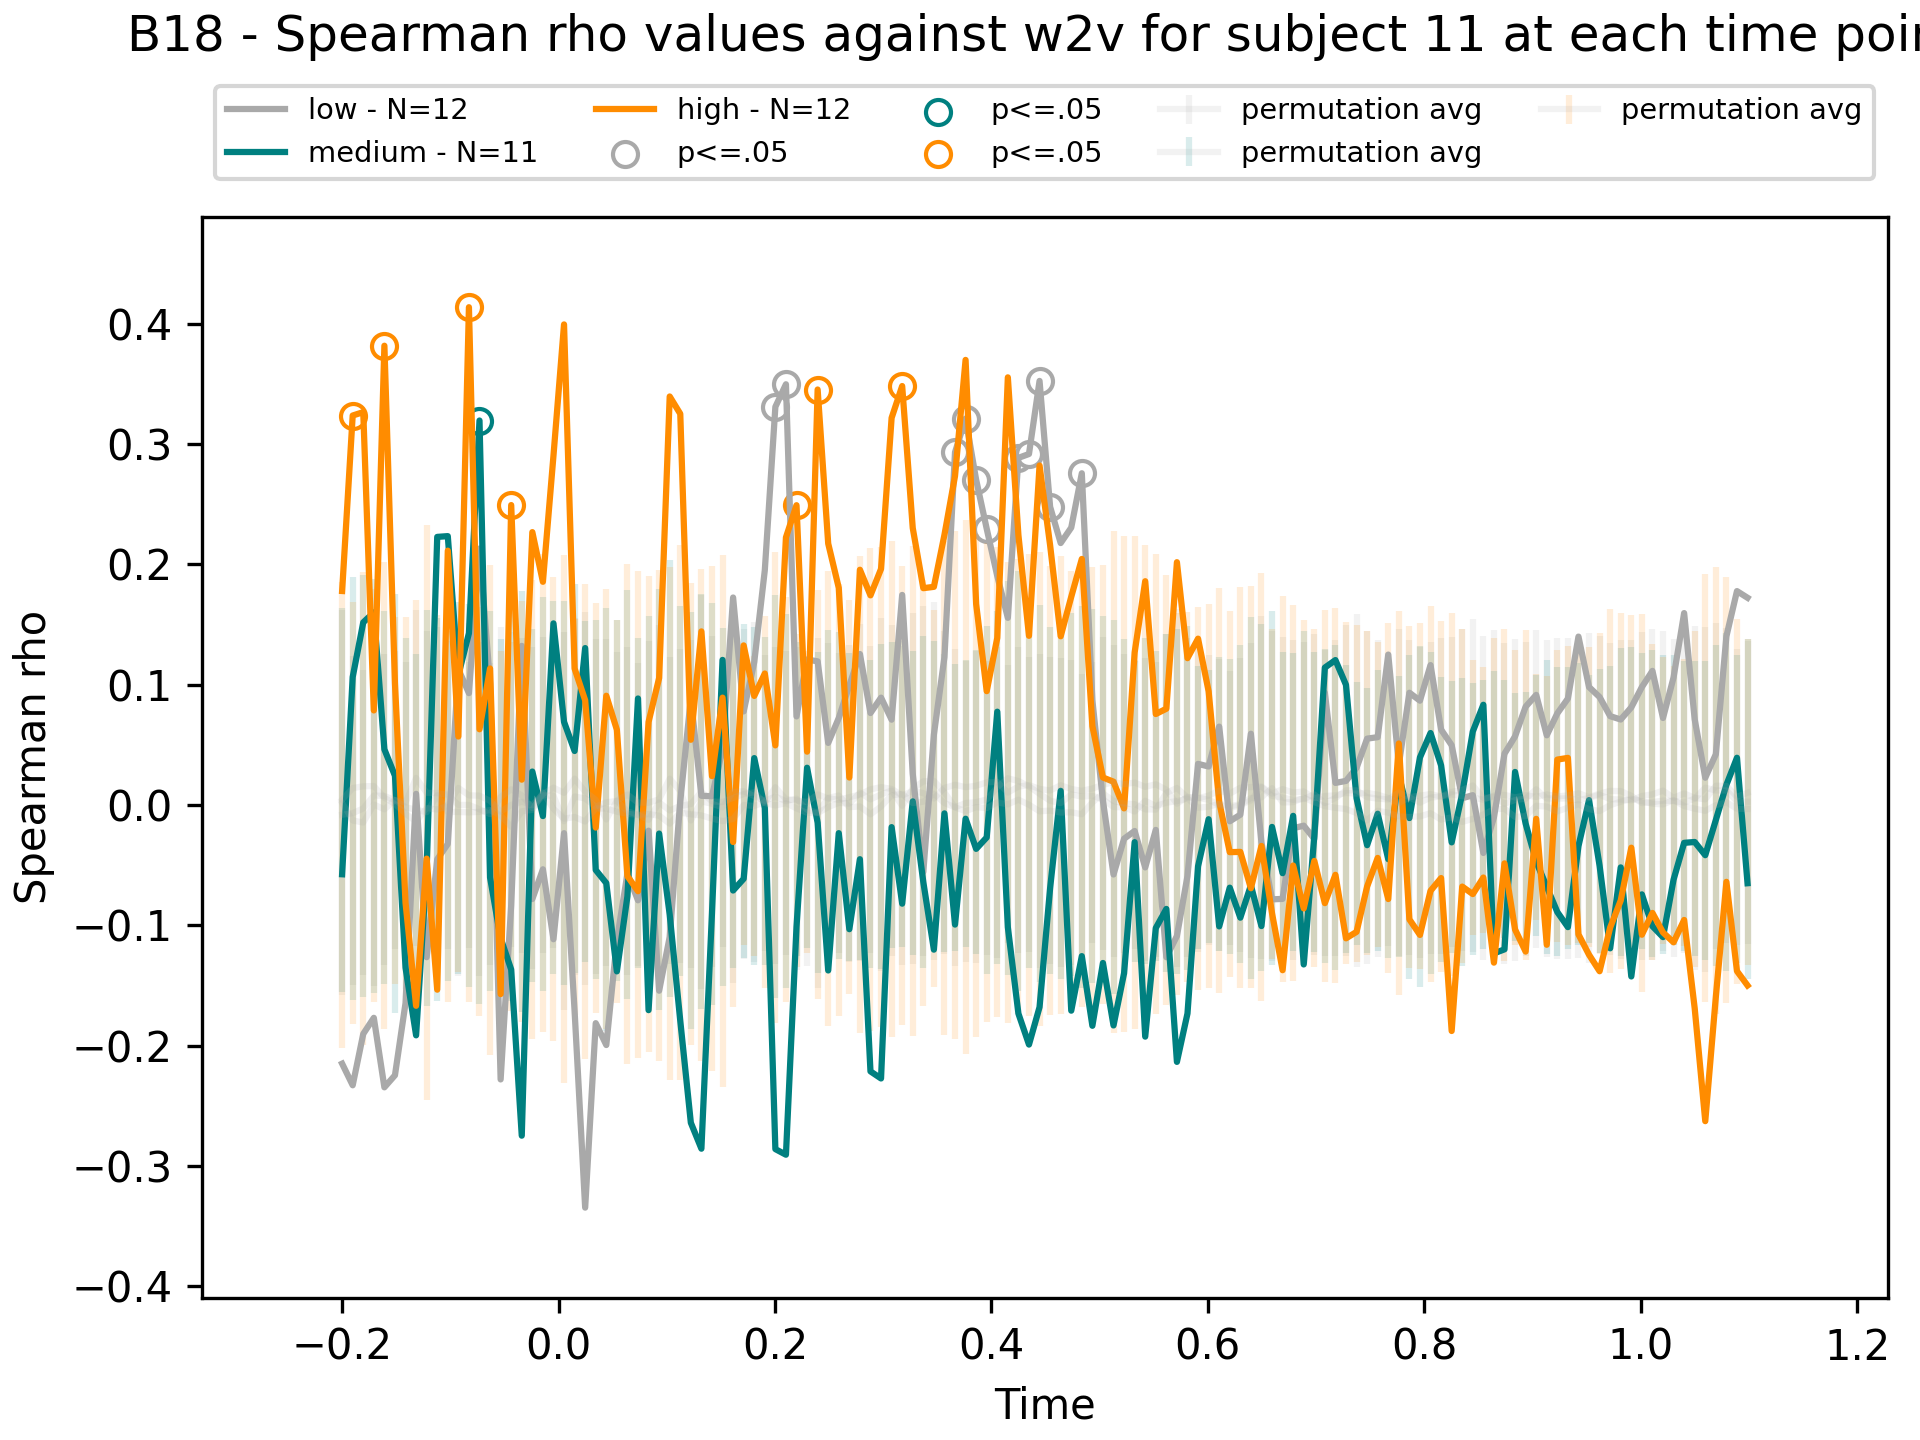 B18 - Spearman rho values against w2v for subject 11 at each time
low - N=12
medium - N=11
high - N=12
p<=.05
p<=.05
p<=.05
permutation avg
permutation avg
permutation avg
Spearman rho
0.4
0.3
0.2
0.1
0.0
−0.1
−0.2
−0.3
−0.4
−0.2 0.0 0.2 0.4 0.6 0.8 1.0 1.2
Time